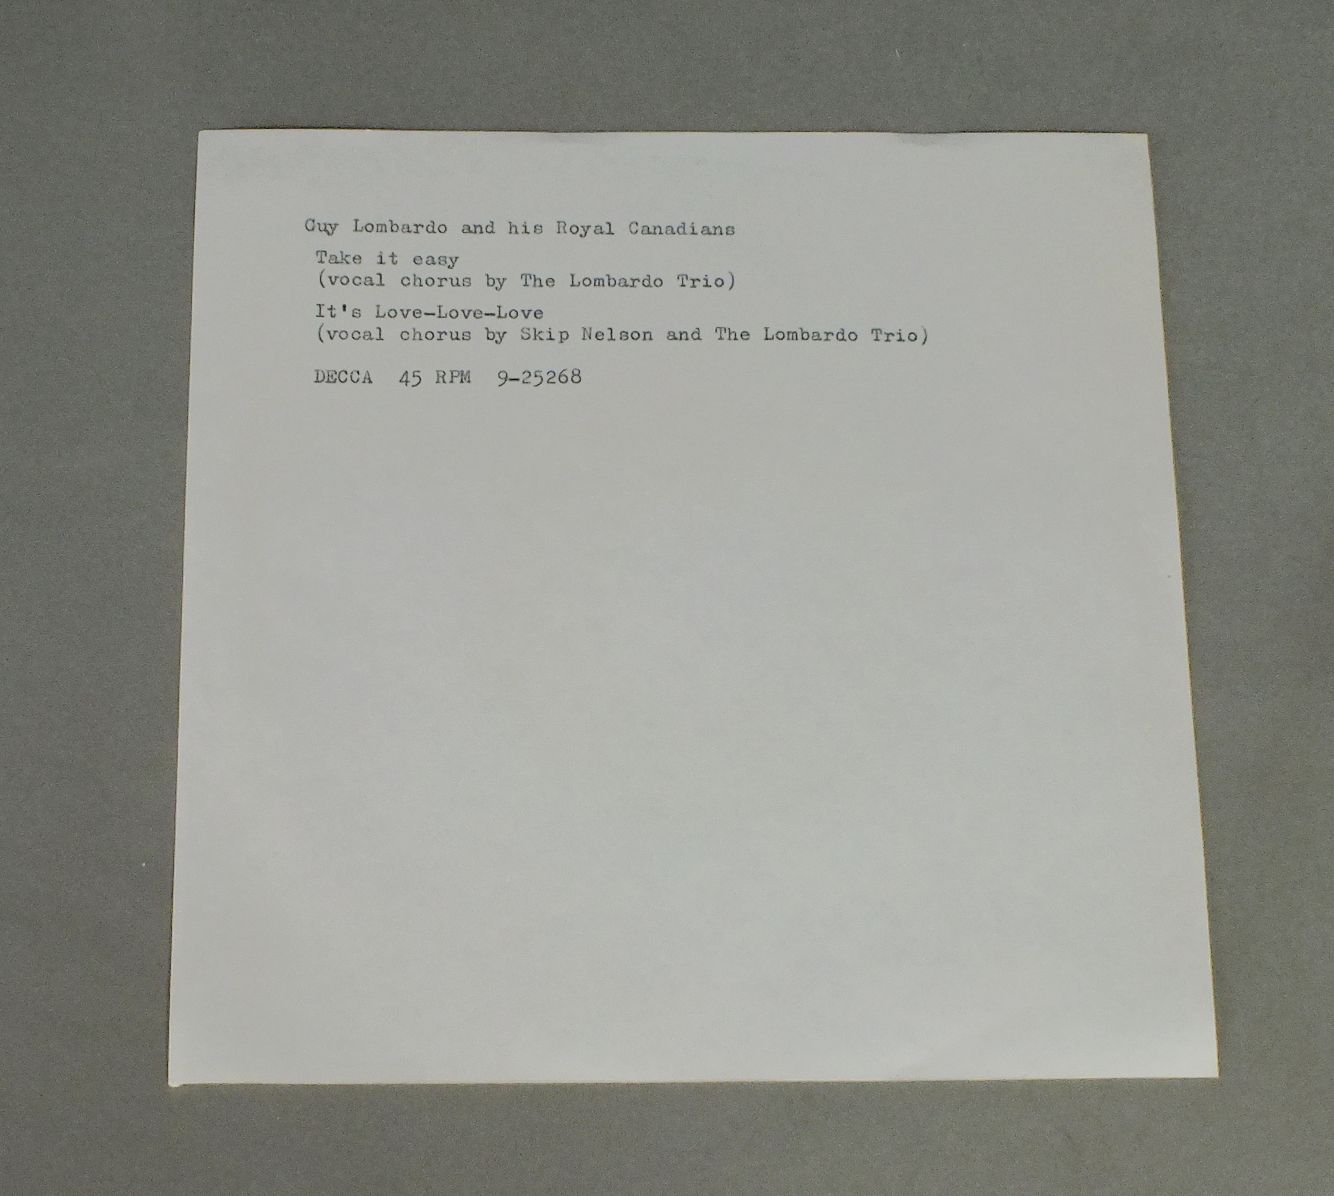 Guy Lombardo and his Royal Canadians
Take it easy
(vocal chorus by The Lombardo Trio)
It's Love-Love-Love
(vocal chorus by Skip Nelson and The Lombardo Trio)
DECCA 45 RPM 9-25268